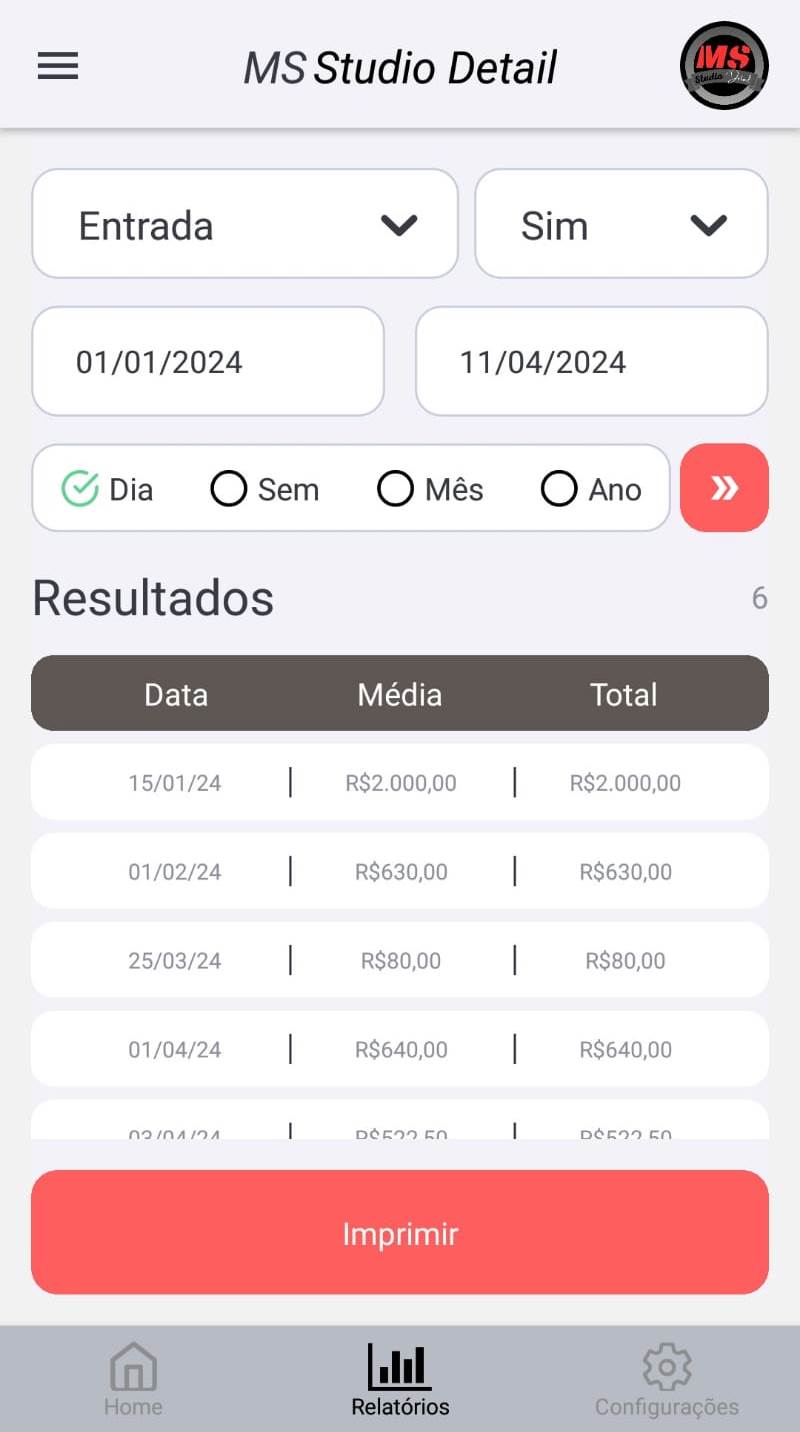 MS Studio Detail
MS
Studio Detail
Entrada
Sim
01/01/2024
11/04/2024
Dia Sem Mês Ano
Resultados 6
Data Média Total
15/01/24 | R$2.000,00 | R$2.000,00
01/02/24 | R$630,00 | R$630,00
25/03/24 | R$80,00 | R$80,00
01/04/24 | R$640,00 | R$640,00
03/04/24 | R$522,50 | R$522,50
Imprimir
Home Relatórios Configurações